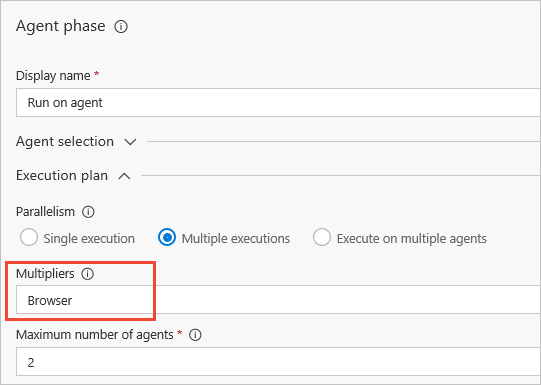 Agent phase
Display name *
Run on agent
Agent selection
Execution plan
Parallelism
Single execution Multiple executions Execute on multiple agents
Multipliers
Browser
Maximum number of agents *
2